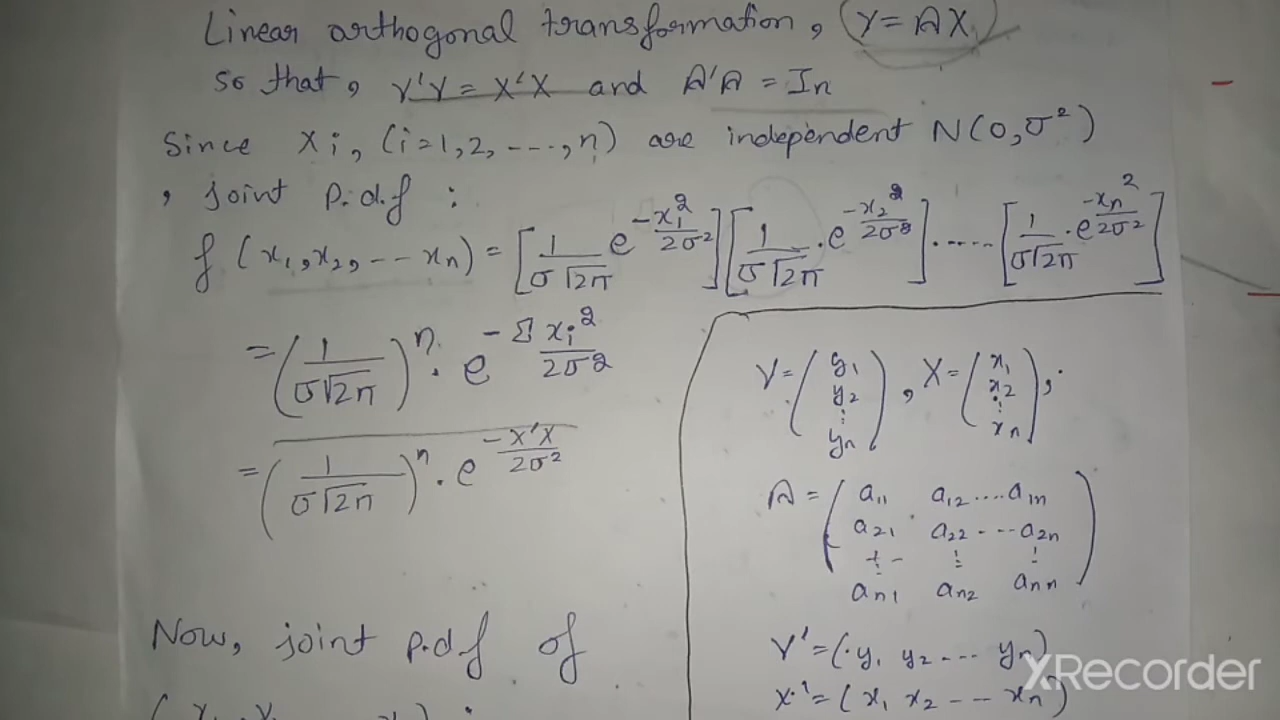 Linear orthogonal transformation, (Y = AX)
so that, Y'Y = X'X and A'A = In
Since Xi, (i=1,2,----,n) are independent N(0,σ²)
, joint p.d.f :
f (x₁,x₂,--- xn) = [1/(σ√2π) e^(-x₁²/2σ²)] [1/(σ√2π) · e^(-x₂²/2σ²)] ...... [1/(σ√2π) · e^(-xn²/2σ²)]
= (1/(σ√2π))^n · e^(-Σ xi²/2σ²)
= (1/(σ√2π))^n · e^(-X'X/2σ²)
Now, joint p.d.f of
Y = (y₁ y₂ ⋮ yn), X = (x₁ x₂ ⋮ xn),
A = (a₁₁ a₁₂ .... a₁n
a₂₁ a₂₂ ---- a₂n
⋮ ⋮ ⋮
an₁ an₂ ann)
Y' = (y₁ y₂ --- yn)
X' = (x₁ x₂ --- xn)
XRecorder